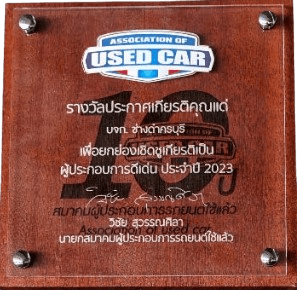 ASSOCIATION OF
USED CAR
รางวัลประกาศเกียรติคุณแด่
บจก. ช่างดำครบุรี
เพื่อยกย่องเชิดชูเกียรติเป็น
ผู้ประกอบการดีเด่น ประจำปี 2023
สมาคมผู้ประกอบการรถยนต์ใช้แล้ว
Association of Used Car
วิชัย สุวรรณศิลา
นายกสมาคมผู้ประกอบการรถยนต์ใช้แล้ว